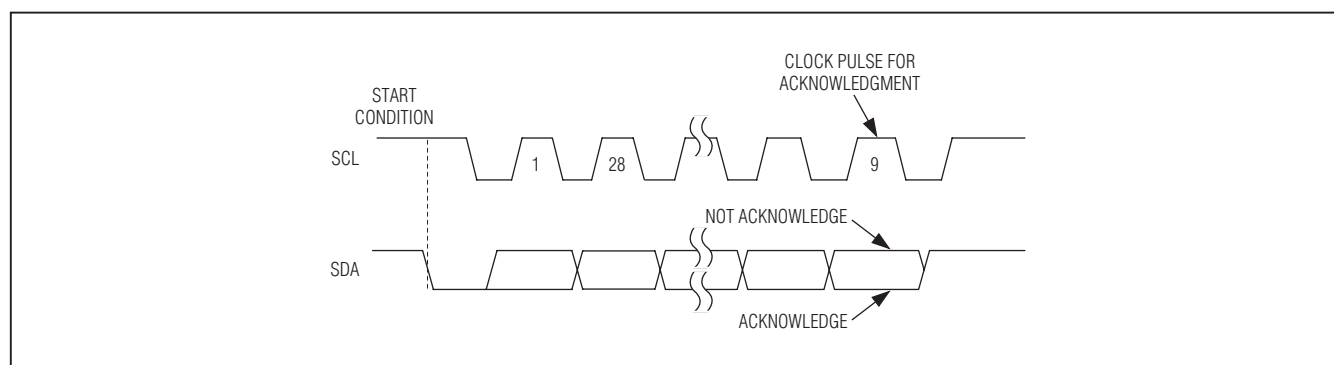 CLOCK PULSE FOR
ACKNOWLEDGMENT
START
CONDITION
SCL
1
28
9
NOT ACKNOWLEDGE
SDA
ACKNOWLEDGE